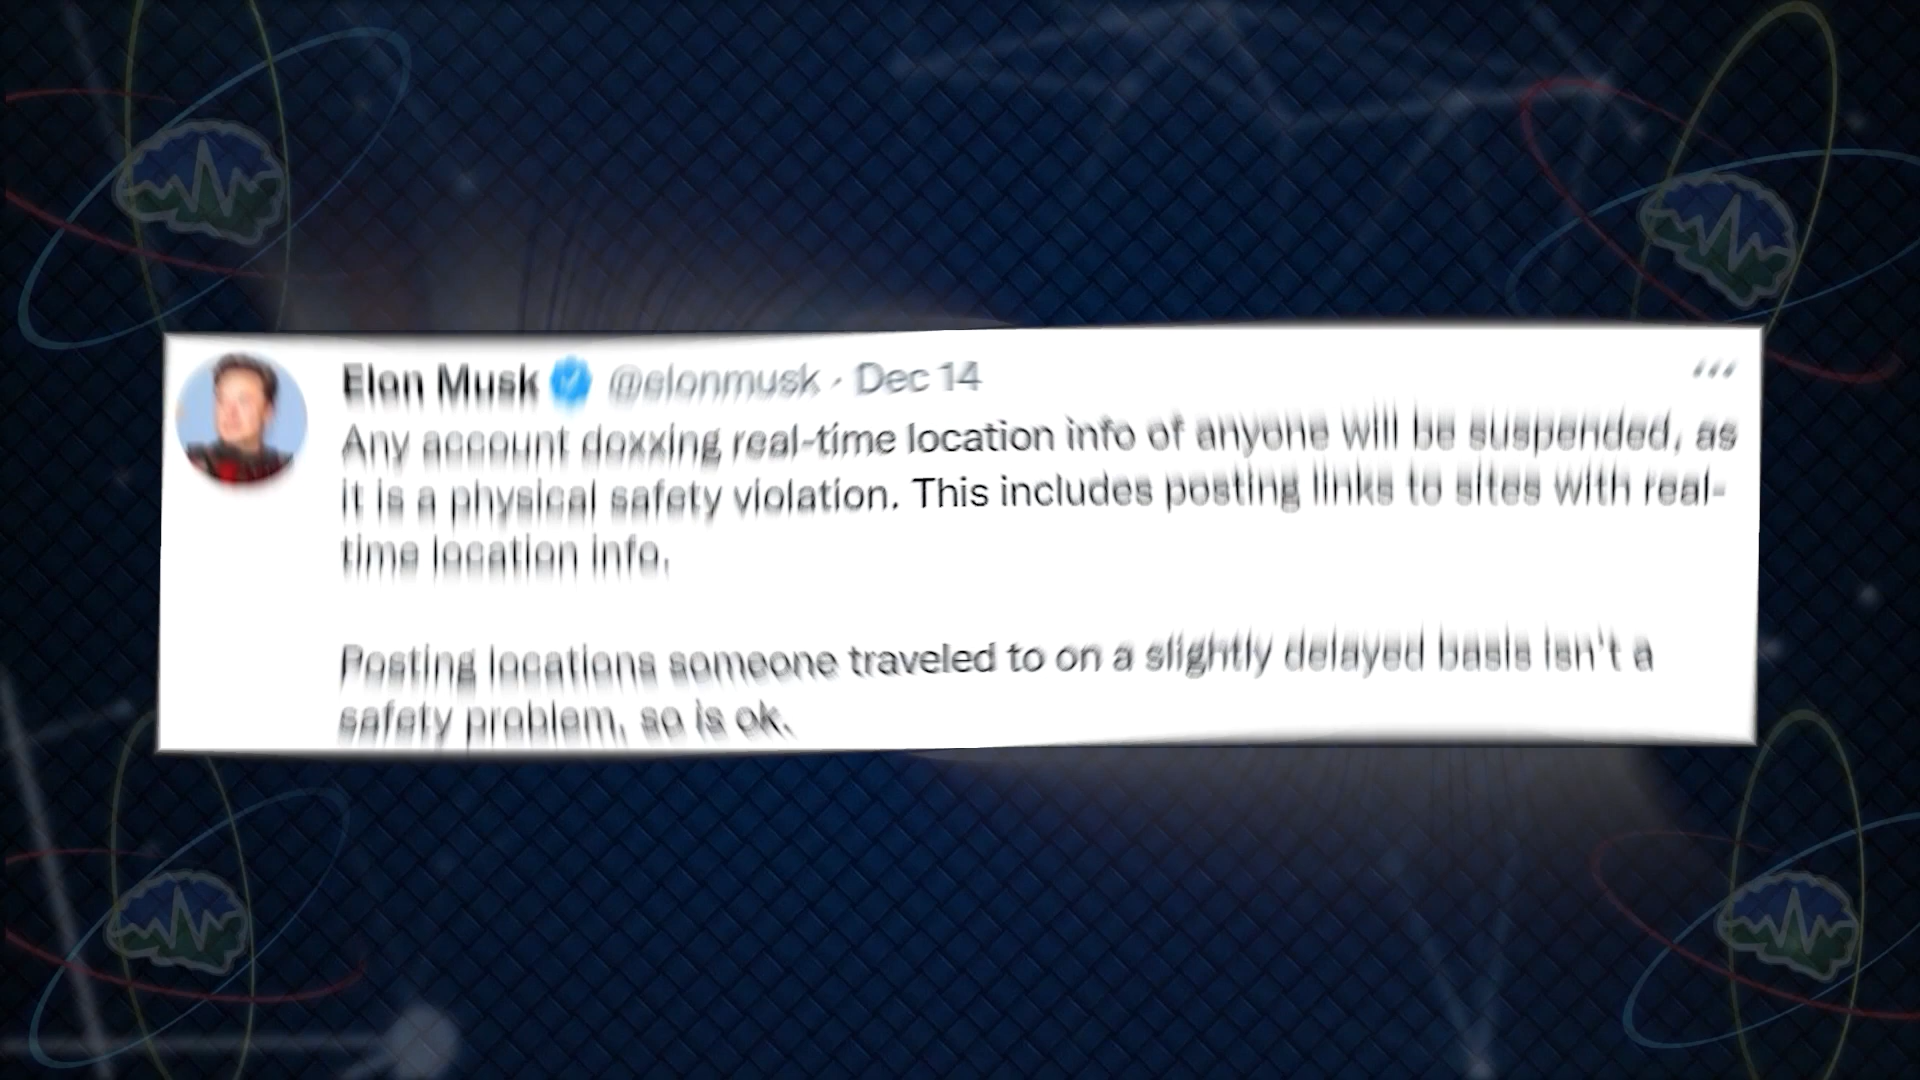 Elon Musk @elonmusk · Dec 14
Any account doxxing real-time location info of anyone will be suspended, as
it is a physical safety violation. This includes posting links to sites with real-
time location info.
Posting locations someone traveled to on a slightly delayed basis isn't a
safety problem, so is ok.